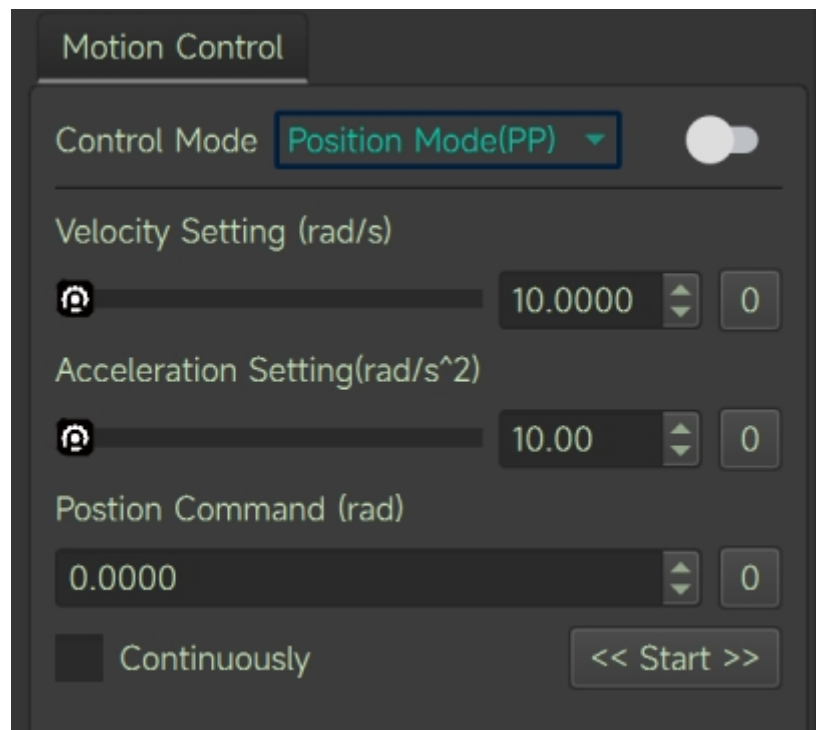 Motion Control
Control Mode Position Mode(PP)
Velocity Setting (rad/s)
10.0000 0
Acceleration Setting(rad/s^2)
10.00 0
Postion Command (rad)
0.0000 0
Continuously << Start >>